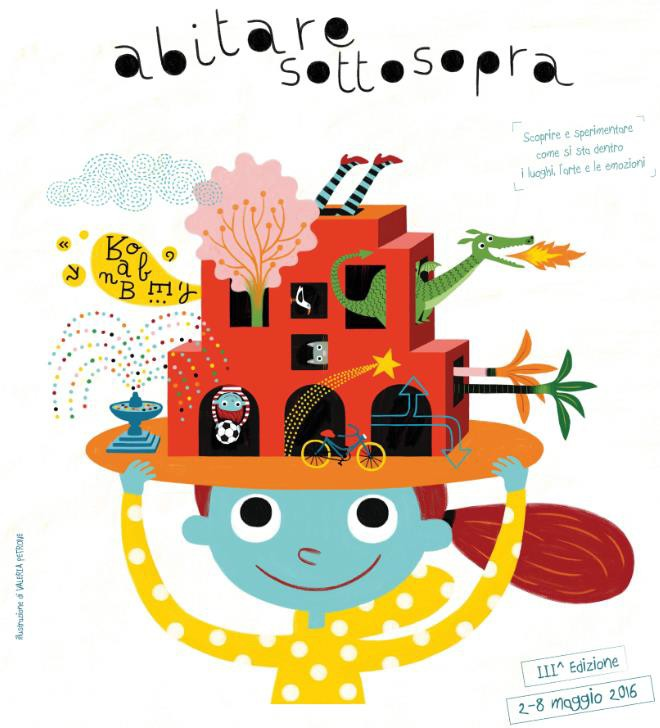 abitare
sottosopra
Scoprire e sperimentare
come si sta dentro
i luoghi, l'arte e le emozioni
illustrazione di VALERIA PETRONE
III^ Edizione
2-8 maggio 2016